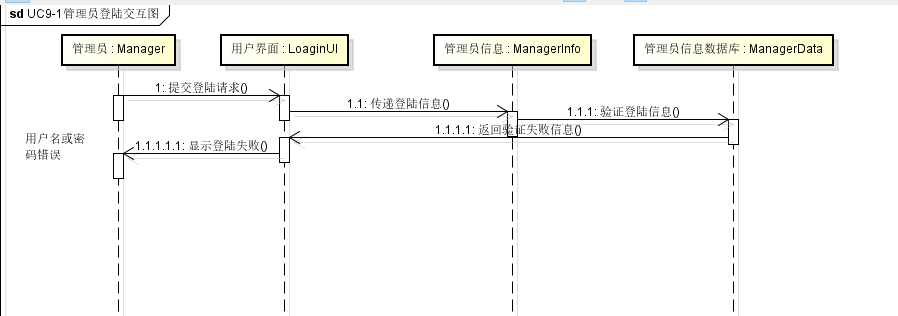 sd UC9-1管理员登陆交互图
管理员 : Manager
用户界面 : LoaginUI
管理员信息 : ManagerInfo
管理员信息数据库 : ManagerData
1: 提交登陆请求()
1.1: 传递登陆信息()
1.1.1: 验证登陆信息()
1.1.1.1: 返回验证失败信息()
用户名或密
码错误
1.1.1.1.1: 显示登陆失败()